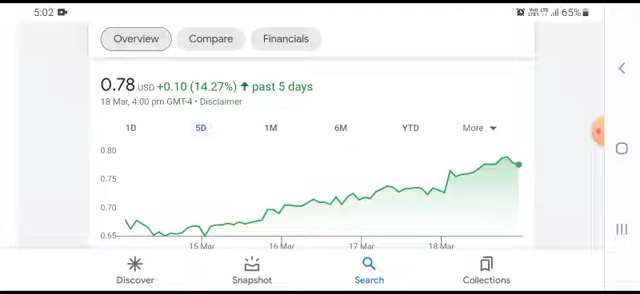 5:02 65%
Overview Compare Financials
0.78 USD +0.10 (14.27%) ↑ past 5 days
18 Mar, 4:00 pm GMT-4 • Disclaimer
1D 5D 1M 6M YTD More
0.80
0.75
0.70
0.65
15 Mar 16 Mar 17 Mar 18 Mar
Discover Snapshot Search Collections